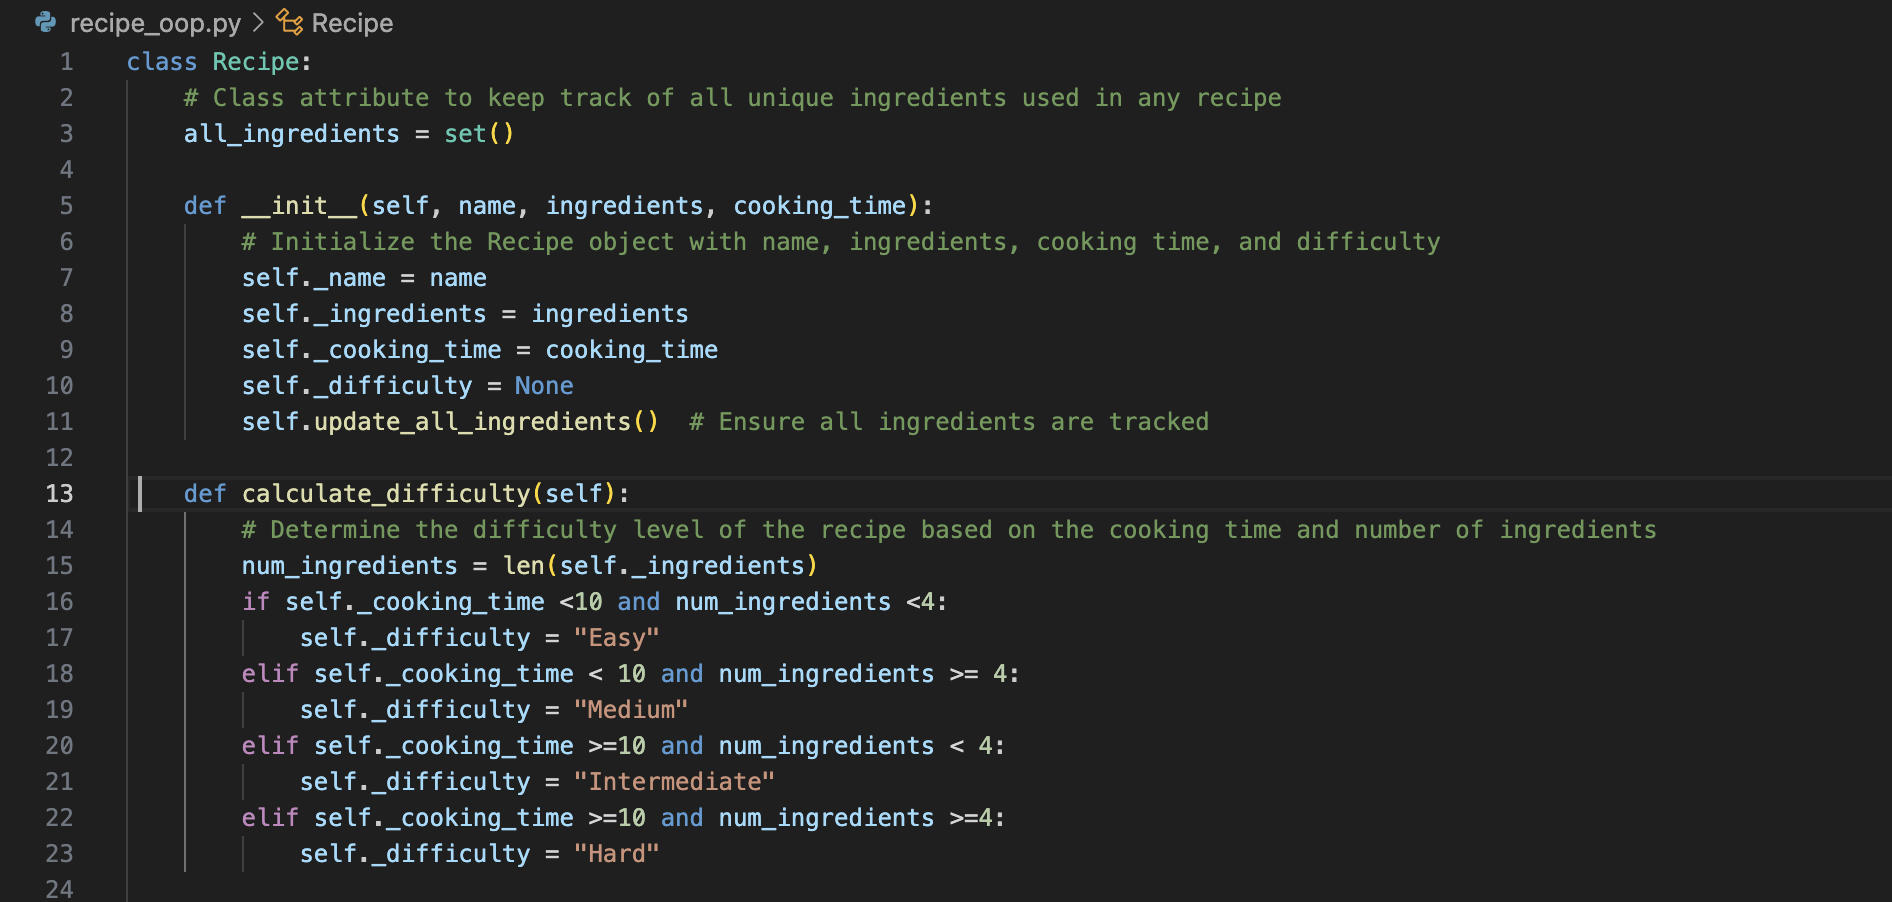 recipe_oop.py > Recipe
1 class Recipe:
2 # Class attribute to keep track of all unique ingredients used in any recipe
3 all_ingredients = set()
4
5 def __init__(self, name, ingredients, cooking_time):
6 # Initialize the Recipe object with name, ingredients, cooking time, and difficulty
7 self._name = name
8 self._ingredients = ingredients
9 self._cooking_time = cooking_time
10 self._difficulty = None
11 self.update_all_ingredients()  # Ensure all ingredients are tracked
12
13 def calculate_difficulty(self):
14 # Determine the difficulty level of the recipe based on the cooking time and number of ingredients
15 num_ingredients = len(self._ingredients)
16 if self._cooking_time <10 and num_ingredients <4:
17 self._difficulty = "Easy"
18 elif self._cooking_time < 10 and num_ingredients >= 4:
19 self._difficulty = "Medium"
20 elif self._cooking_time >=10 and num_ingredients < 4:
21 self._difficulty = "Intermediate"
22 elif self._cooking_time >=10 and num_ingredients >=4:
23 self._difficulty = "Hard"
24